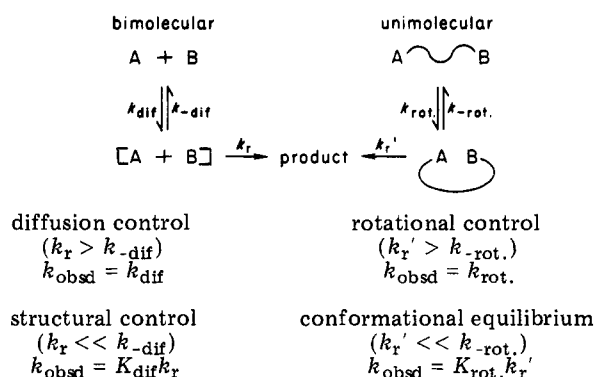 bimolecular unimolecular
A + B A B
k_dif k_-dif k_rot. k_-rot.
[A + B] k_r product k_r' A B
diffusion control rotational control
(k_r > k_-dif) (k_r' > k_-rot.)
k_obsd = k_dif k_obsd = k_rot.
structural control conformational equilibrium
(k_r << k_-dif) (k_r' << k_-rot.)
k_obsd = K_dif k_r k_obsd = K_rot. k_r'